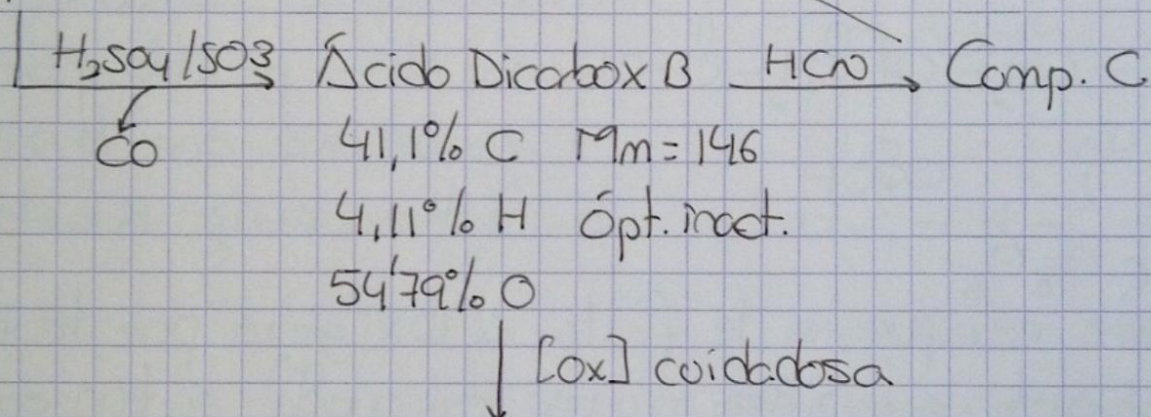 H₂SO₄/SO3 Ácido Dicarbox B HCN Comp. C
CO 41,1% C Mm = 146
4,11% H Ópt. inact.
54'79% O
[ox] cuidadosa